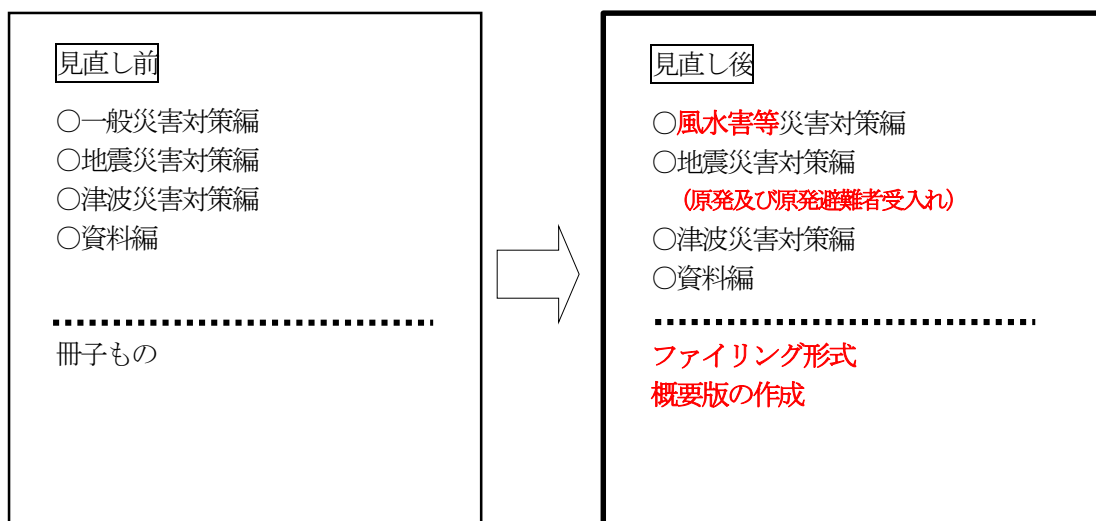 見直し前
○一般災害対策編
○地震災害対策編
○津波災害対策編
○資料編
冊子もの
見直し後
○風水害等災害対策編
○地震災害対策編
（原発及び原発避難者受入れ）
○津波災害対策編
○資料編
ファイリング形式
概要版の作成